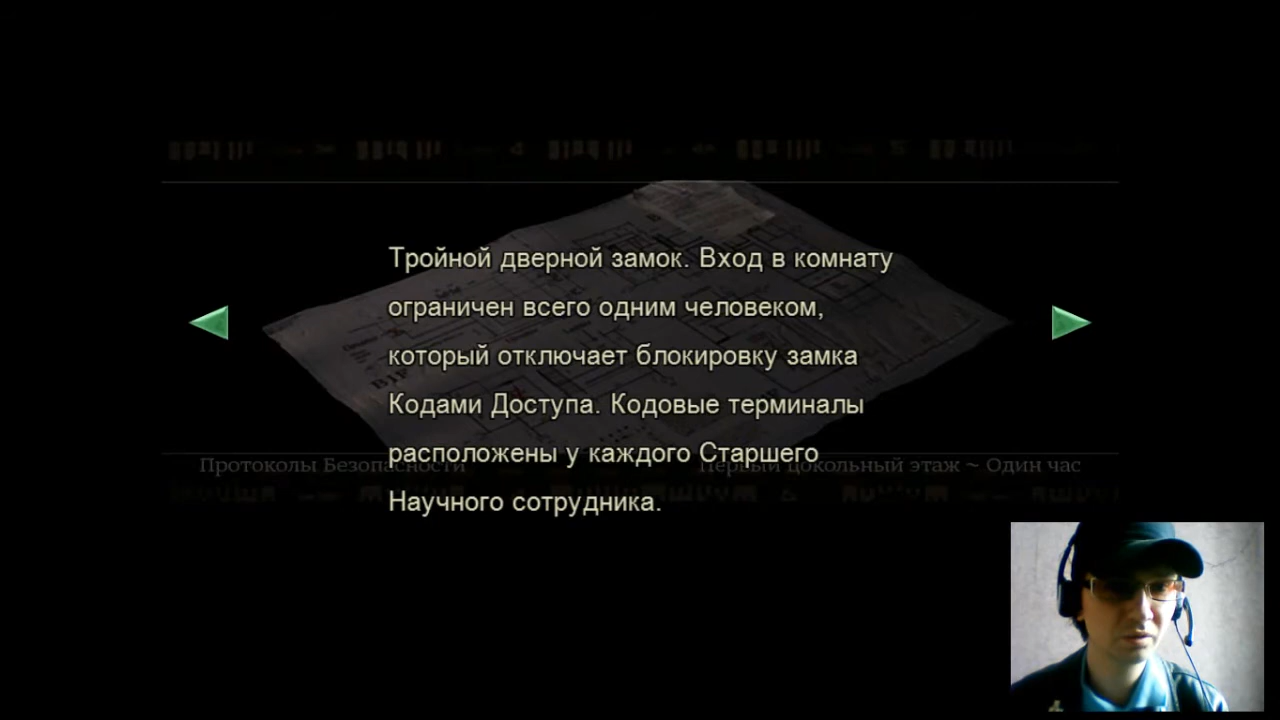 Тройной дверной замок. Вход в комнату
ограничен всего одним человеком,
который отключает блокировку замка
Кодами Доступа. Кодовые терминалы
расположены у каждого Старшего
Протоколы Безопасности
Первый цокольный этаж ~ Один час
Научного сотрудника.
B1F